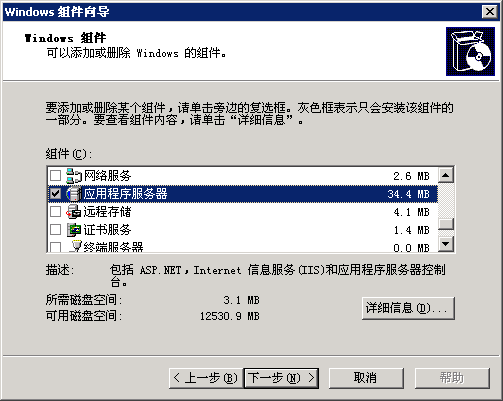 Windows 组件向导
Windows 组件
可以添加或删除 Windows 的组件。
要添加或删除某个组件，请单击旁边的复选框。灰色框表示只会安装该组件的
一部分。要查看组件内容，请单击“详细信息”。
组件(C):
网络服务 2.6 MB
应用程序服务器 34.4 MB
远程存储 4.1 MB
证书服务 1.4 MB
终端服务器 0.0 MB
描述: 包括 ASP.NET，Internet 信息服务(IIS)和应用程序服务器控制
台。
所需磁盘空间: 3.1 MB
可用磁盘空间: 12530.9 MB
详细信息(D)...
< 上一步(B) 下一步(N) > 取消 帮助